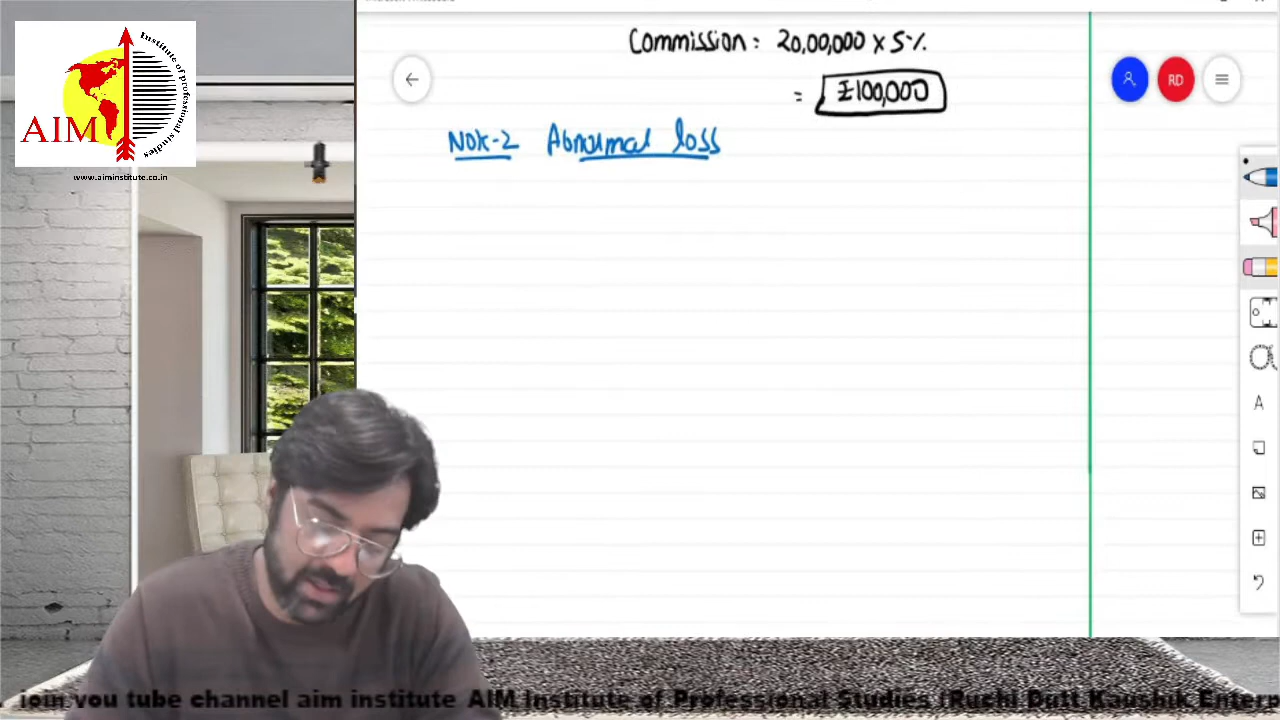 Commission : 20,00,000 x 5%
= ₹100,000
Note-2 Abnormal loss
RD
Institute of professional studies
AIM
www.aiminstitute.co.in
A
join you tube channel aim institute AIM Institute of Professional Studies (Ruchi Dutt Kaushik Enterp